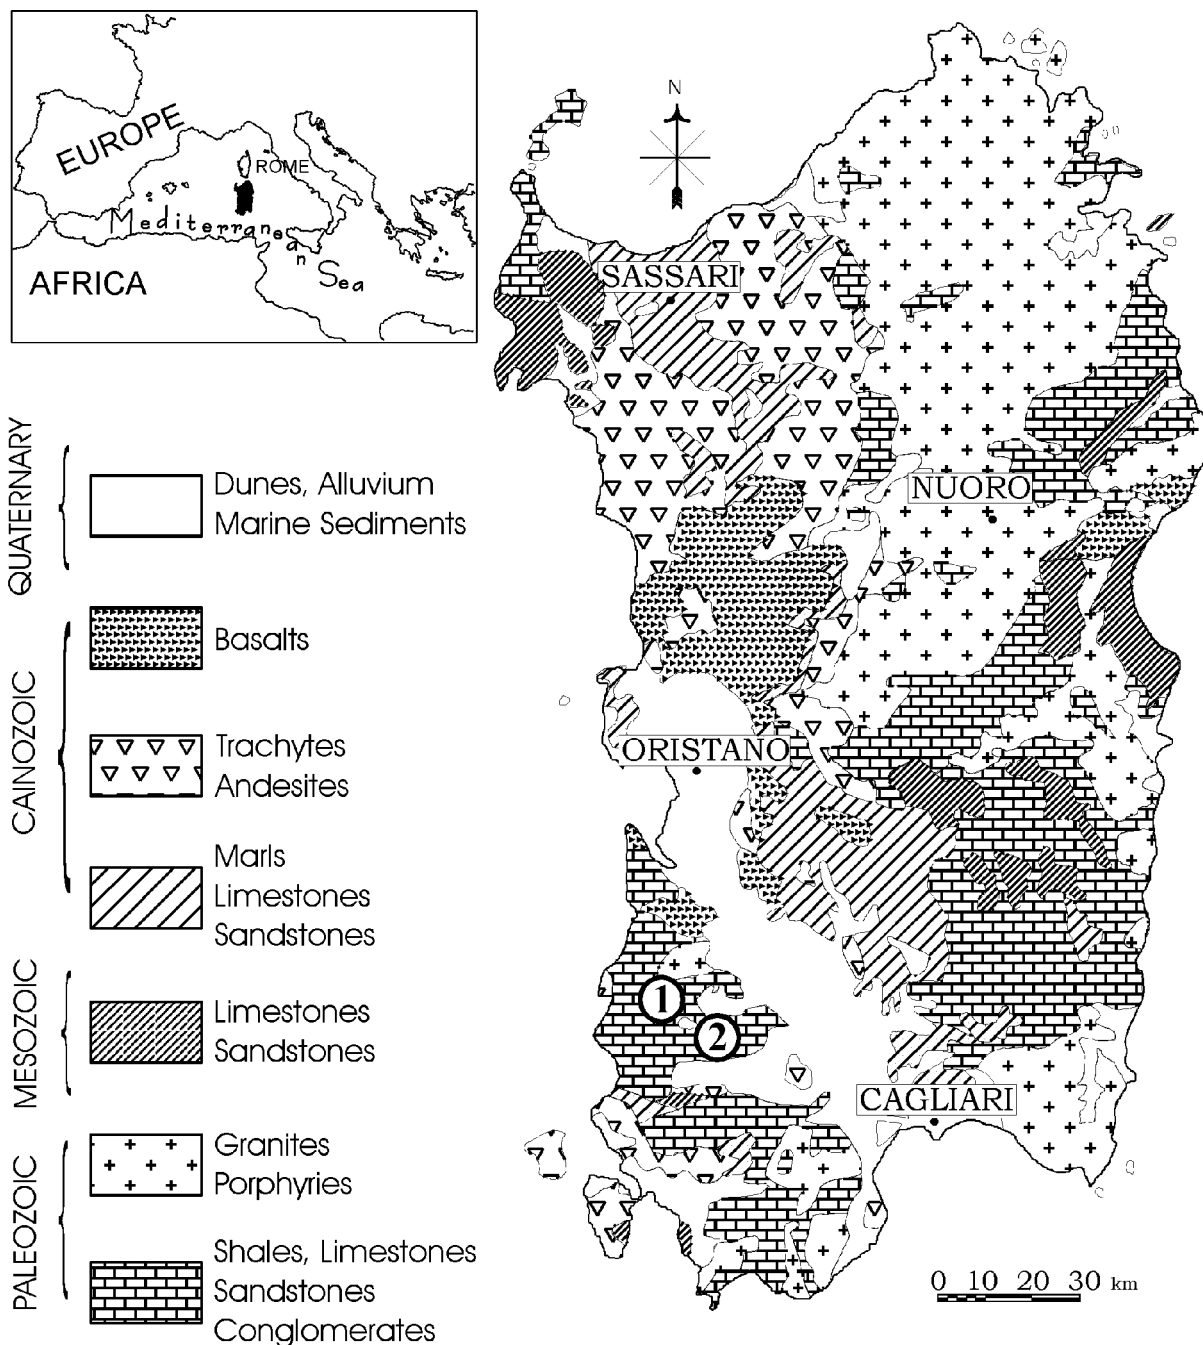 EUROPE
ROME
Mediterranean Sea
AFRICA
N
SASSARI
NUORO
ORISTANO
1
2
CAGLIARI
0 10 20 30 km
QUATERNARY
Dunes, Alluvium
Marine Sediments
CAINOZOIC
Basalts
Trachytes
Andesites
Marls
Limestones
Sandstones
MESOZOIC
Limestones
Sandstones
PALEOZOIC
Granites
Porphyries
Shales, Limestones
Sandstones
Conglomerates